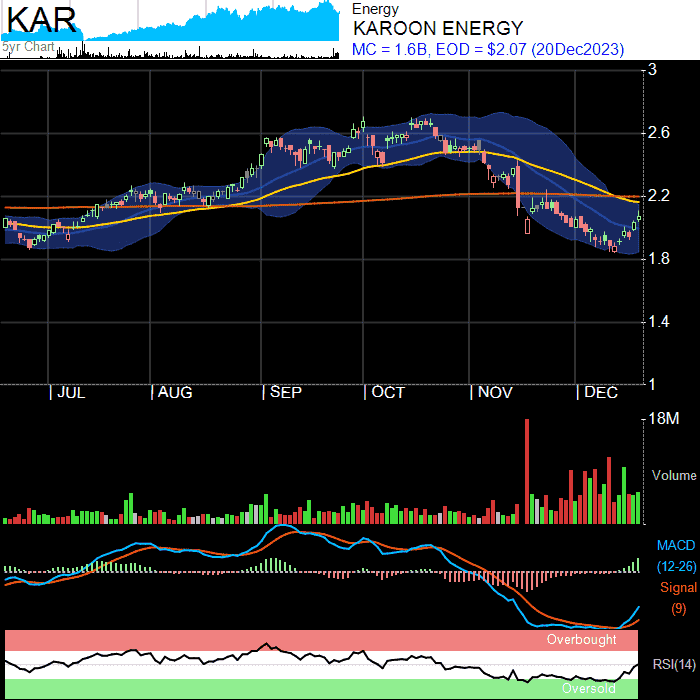 KAR
5yr Chart
Energy
KAROON ENERGY
MC = 1.6B, EOD = $2.07 (20Dec2023)
3
2.6
2.2
1.8
1.4
1
| JUL | AUG | SEP | OCT | NOV | DEC
18M
Volume
MACD
(12-26)
Signal
(9)
Overbought
RSI(14)
Oversold